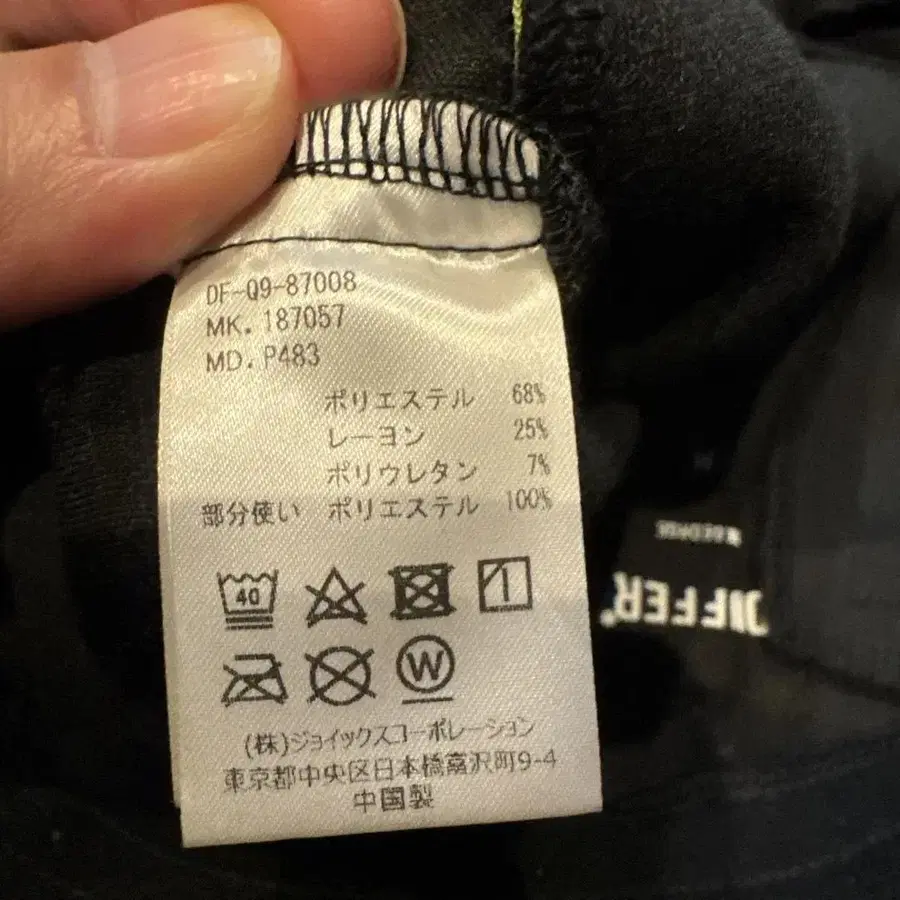 DF-Q9-87008
MK. 187057
MD. P483
ポリエステル 68%
レーヨン 25%
ポリウレタン 7%
部分使い ポリエステル 100%
40
W
(株)ジョイックスコーポレーション
東京都中央区日本橋富沢町9-4
中国製
DIFFER®